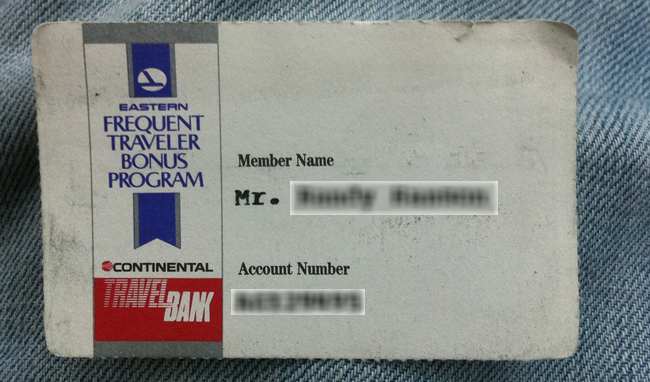 EASTERN
FREQUENT
TRAVELER
BONUS
PROGRAM
CONTINENTAL
TRAVEL
BANK
Member Name
Mr.
Account Number